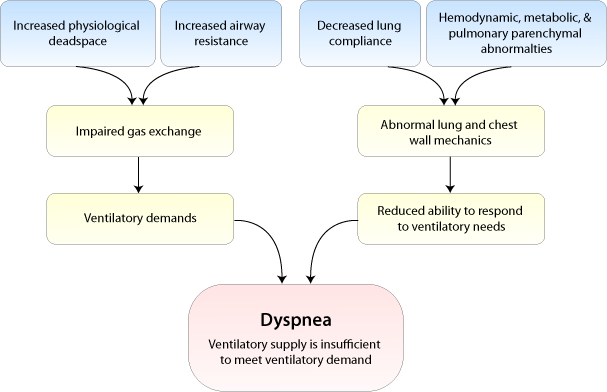 Increased physiological
deadspace
Increased airway
resistance
Decreased lung
compliance
Hemodynamic, metabolic, &
pulmonary parenchymal
abnormalties
Impaired gas exchange
Abnormal lung and chest
wall mechanics
Ventilatory demands
Reduced ability to respond
to ventilatory needs
Dyspnea
Ventilatory supply is insufficient
to meet ventilatory demand